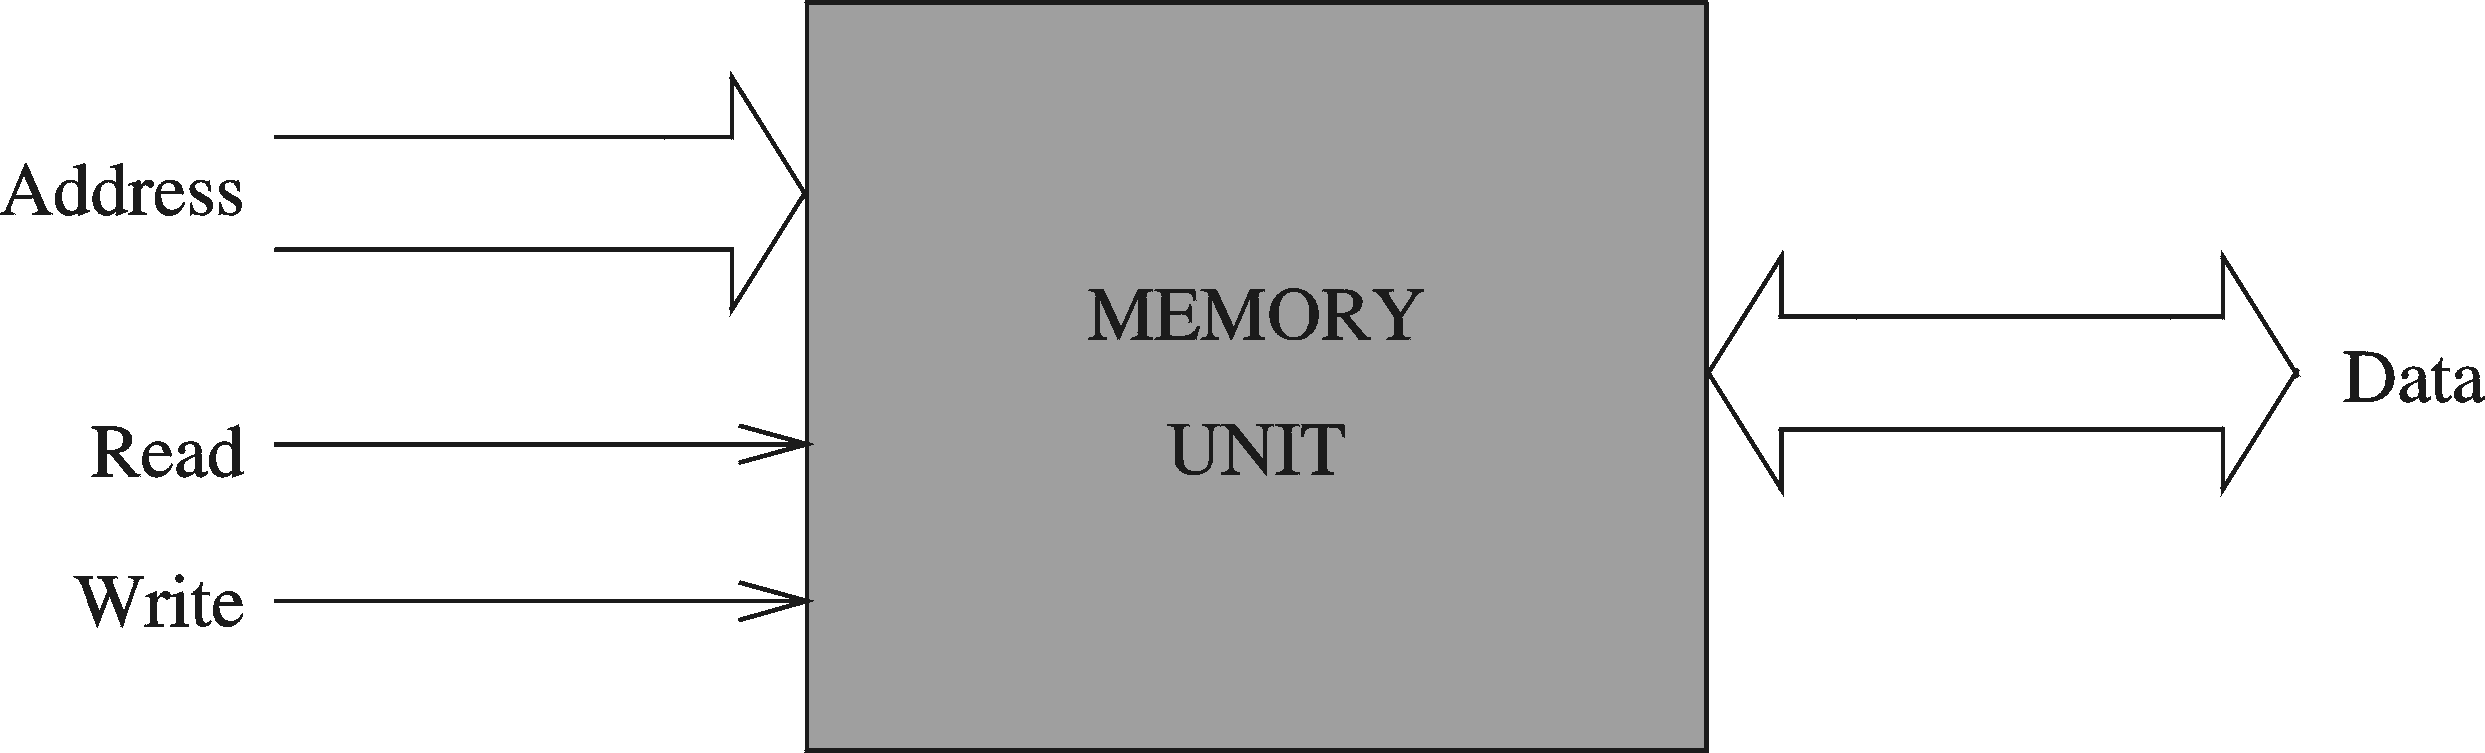 Address
Read
Write
MEMORY
UNIT
Data